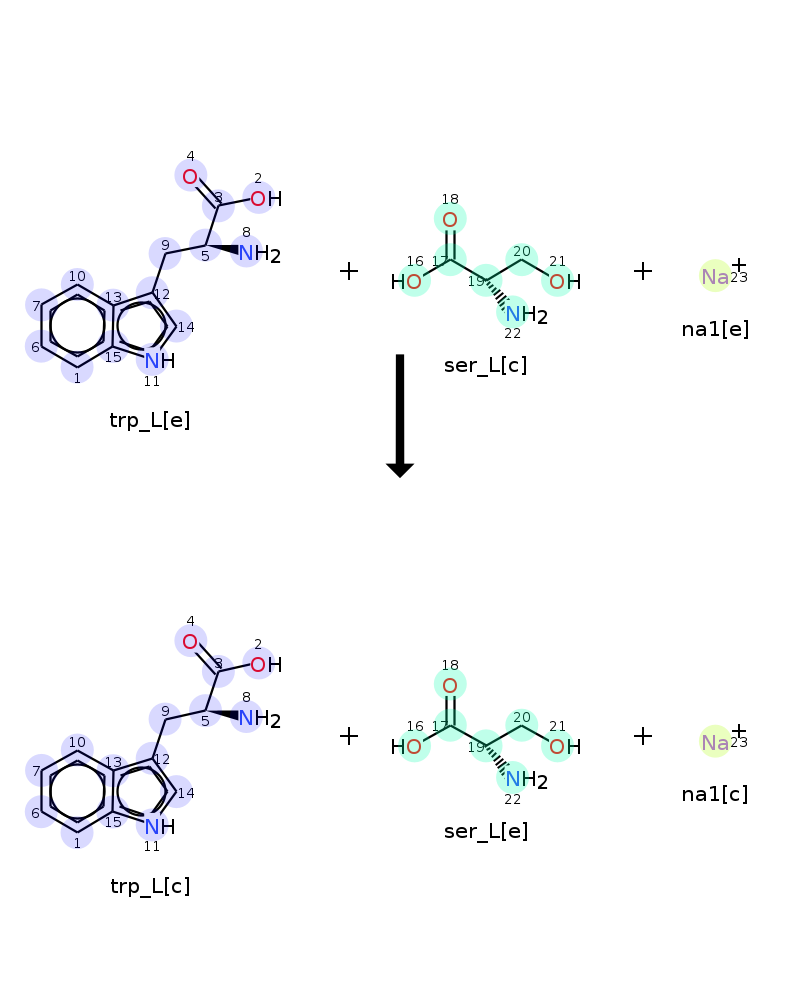 4
2
O
3
OH
8
9
5
NH2
10
7
13
12
14
6
15
NH
1
11
trp_L[e]
+
18
O
16
17
20
21
HO
19
OH
NH2
22
ser_L[c]
+
Na+
23
na1[e]
4
2
O
3
OH
8
9
5
NH2
10
7
13
12
14
6
15
NH
1
11
trp_L[c]
+
18
O
16
17
20
21
HO
19
OH
NH2
22
ser_L[e]
+
Na+
23
na1[c]